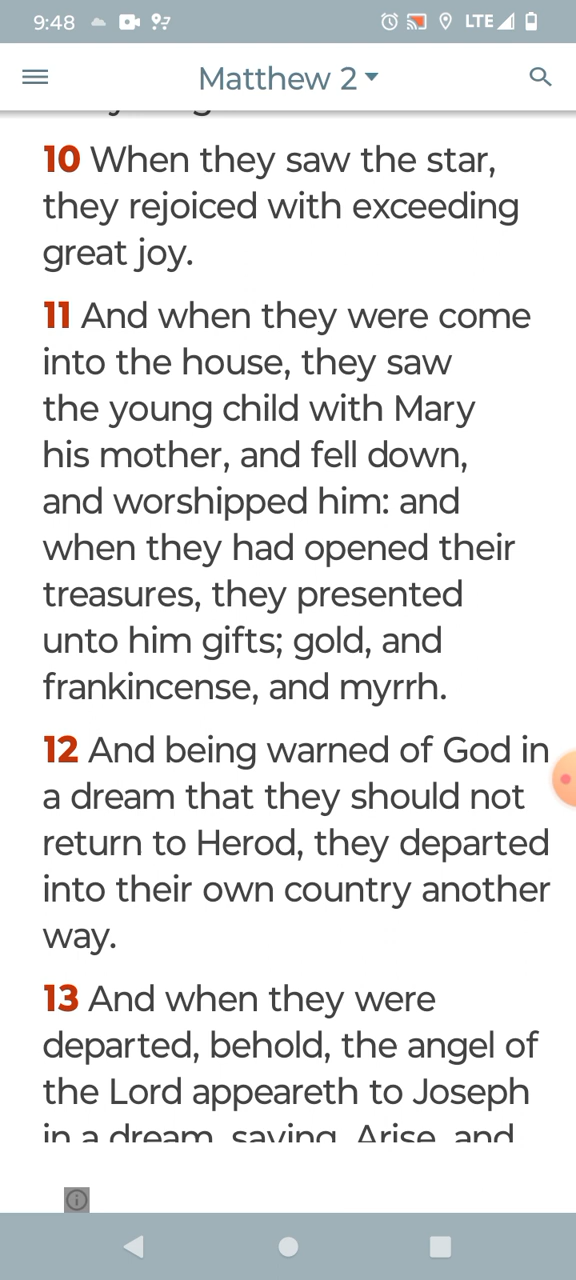 9:48
LTE
Matthew 2
10 When they saw the star,
they rejoiced with exceeding
great joy.
11 And when they were come
into the house, they saw
the young child with Mary
his mother, and fell down,
and worshipped him: and
when they had opened their
treasures, they presented
unto him gifts; gold, and
frankincense, and myrrh.
12 And being warned of God in
a dream that they should not
return to Herod, they departed
into their own country another
way.
13 And when they were
departed, behold, the angel of
the Lord appeareth to Joseph
in a dream, saying, Arise, and